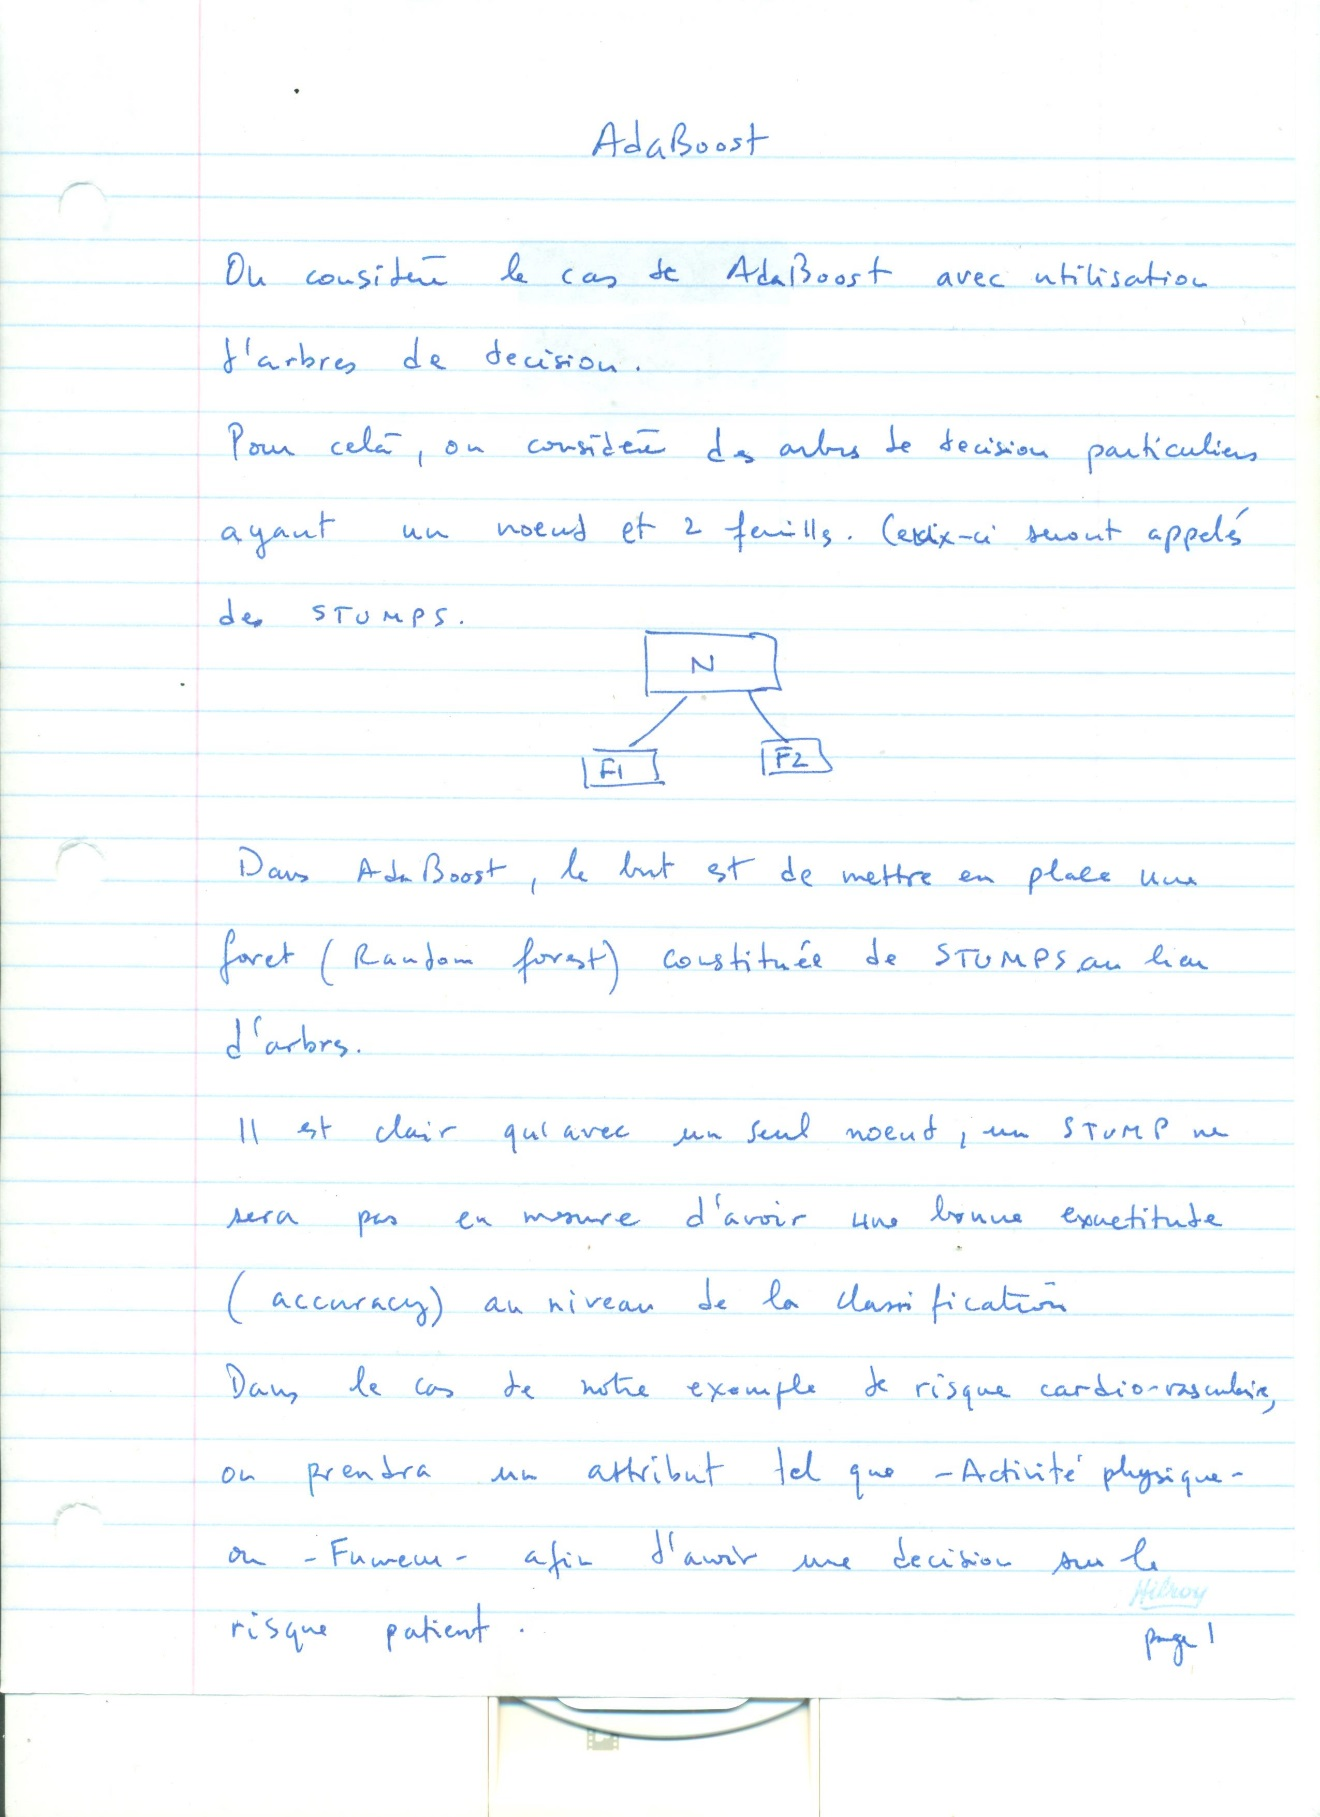 AdaBoost
On considère le cas de AdaBoost avec utilisation
d'arbres de decision.
Pour celà, on considère des arbres de decision particuliers
ayant un noeud et 2 feuilles. Ceux-ci seront appelés
des STUMPS.
N
F1 F2
Dans AdaBoost, le but est de mettre en place une
foret (Random forest) constituée de STUMPS au lieu
d'arbres.
Il est clair qu'avec un seul noeud, un STUMP ne
sera pas en mesure d'avoir une bonne exactitude
(accuracy) au niveau de la classification
Dans le cas de notre exemple de risque cardio-vasculaire,
on prendra un attribut tel que -Activité physique-
ou -Fumeur- afin d'avoir une decision sur le
Hilroy
risque patient.
page 1